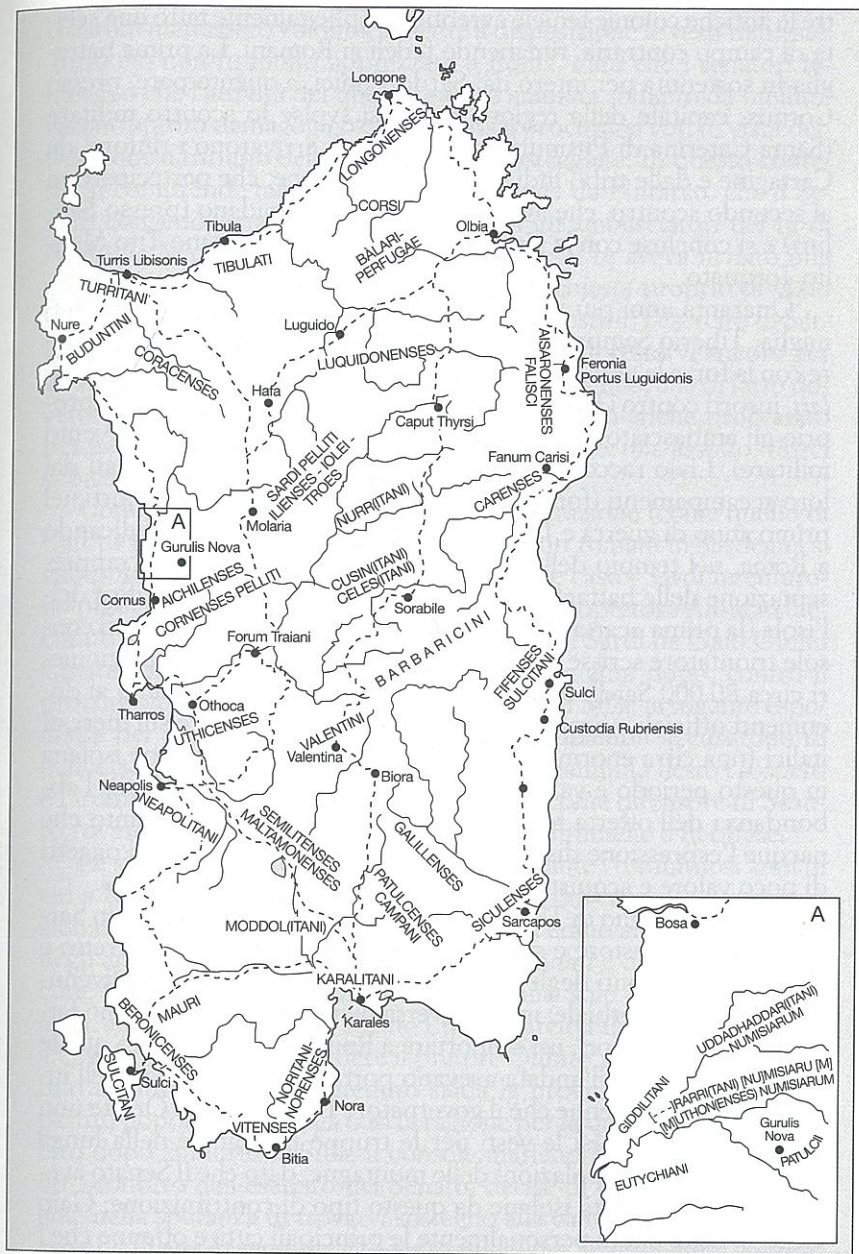 Longone
LONGONENSES
CORSI
Tibula
Olbia
BÀLARI-
PERFUGAE
Turris Libisonis
TIBULATI
TURRITANI
Nure
BUDUNTINI
Luguido
CORACENSES
LUQUIDONENSES
AISARONENSES
FALISCI
Feronia
Portus Luguidonis
Hafa
Caput Thyrsi
SARDI PELLITI
ILIENSES - IOLEI -
TROES
Fanum Carisi
CARENSES
NURR(ITANI)
Molaria
A
Gurulis Nova
CUSIN(ITANI)
CELES(ITANI)
AICHILENSES
Cornus
CORNENSES PELLITI
Sorabile
BARBARICINI
Forum Traiani
FIFENSES
SULCITANI
Sulci
Tharros
Othoca
UTHICENSES
VALENTINI
Valentina
Custodia Rubriensis
Biora
Neapolis
NEAPOLITANI
SEMILITENSES
MALTAMONENSES
GALILLENSES
PATULCENSES
CAMPANI
SICULENSES
Sarcapos
MODDOL(ITANI)
KARALITANI
Karales
MAURI
BERONICENSES
Sulci
SULCITANI
NORITANI-
NORENSES
Nora
VITENSES
Bitia
A
Bosa
UDDADHADDAR(ITANI)
NUMISIARUM
GIDDILITANI
[---]RARRI(TANI) [NU]MISIARU [M]
[M]UTHON(ENSES) NUMISIARUM
Gurulis
Nova
PATULCII
EUTYCHIANI